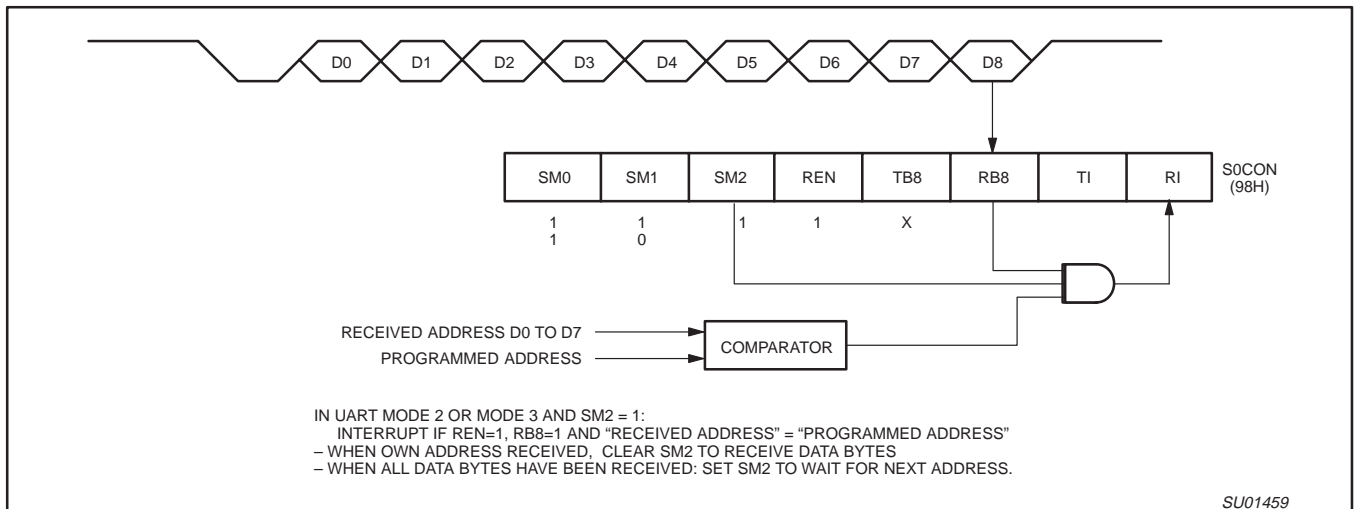 D0 D1 D2 D3 D4 D5 D6 D7 D8
SM0 SM1 SM2 REN TB8 RB8 TI RI
S0CON
(98H)
1 1 1 1 X
1 0
RECEIVED ADDRESS D0 TO D7
PROGRAMMED ADDRESS
COMPARATOR
IN UART MODE 2 OR MODE 3 AND SM2 = 1:
INTERRUPT IF REN=1, RB8=1 AND “RECEIVED ADDRESS” = “PROGRAMMED ADDRESS”
– WHEN OWN ADDRESS RECEIVED, CLEAR SM2 TO RECEIVE DATA BYTES
– WHEN ALL DATA BYTES HAVE BEEN RECEIVED: SET SM2 TO WAIT FOR NEXT ADDRESS.
SU01459